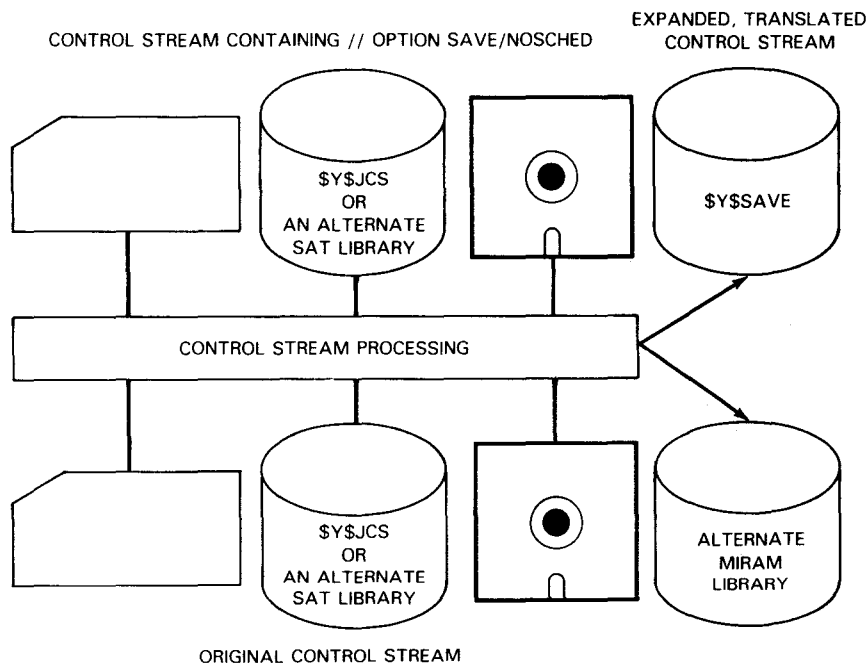 CONTROL STREAM CONTAINING // OPTION SAVE/NOSCHED
EXPANDED, TRANSLATED
CONTROL STREAM
$Y$JCS
OR
AN ALTERNATE
SAT LIBRARY
$Y$SAVE
CONTROL STREAM PROCESSING
$Y$JCS
OR
AN ALTERNATE
SAT LIBRARY
ALTERNATE
MIRAM
LIBRARY
ORIGINAL CONTROL STREAM